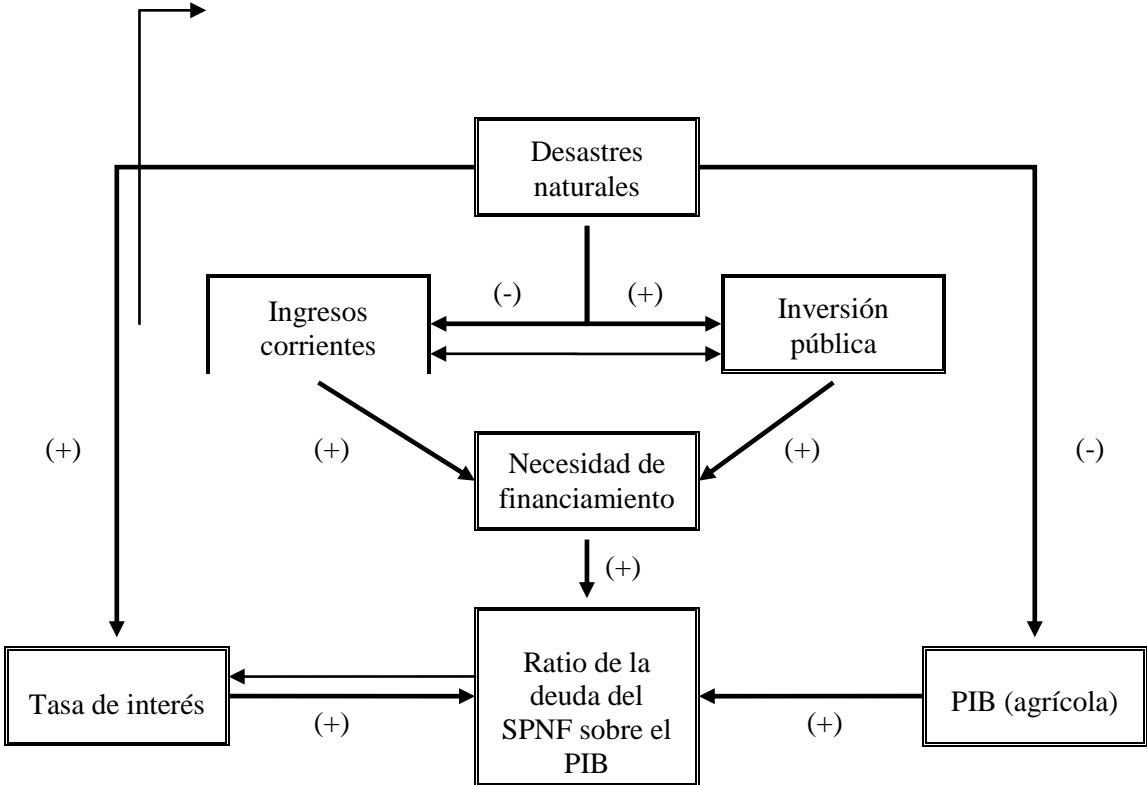 Desastres
naturales
(-)
(+)
Ingresos
corrientes
Inversión
pública
(+)
(+)
Necesidad de
financiamiento
(+)
(-)
(+)
Tasa de interés
(+)
Ratio de la
deuda del
SPNF sobre el
PIB
(+)
PIB (agrícola)